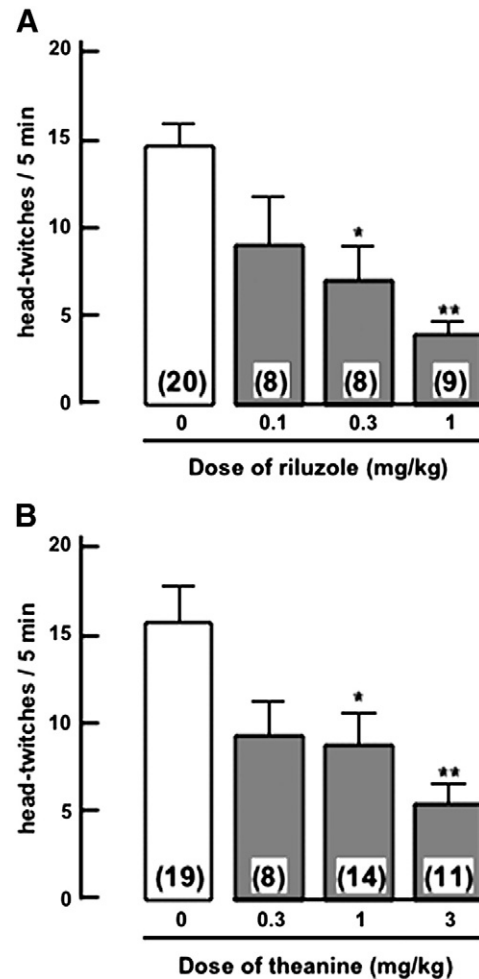 A
20
15
10
5
0
head-twitches / 5 min
*
**
(20) (8) (8) (9)
0 0.1 0.3 1
Dose of riluzole (mg/kg)
B
20
15
10
5
0
head-twitches / 5 min
*
**
(19) (8) (14) (11)
0 0.3 1 3
Dose of theanine (mg/kg)